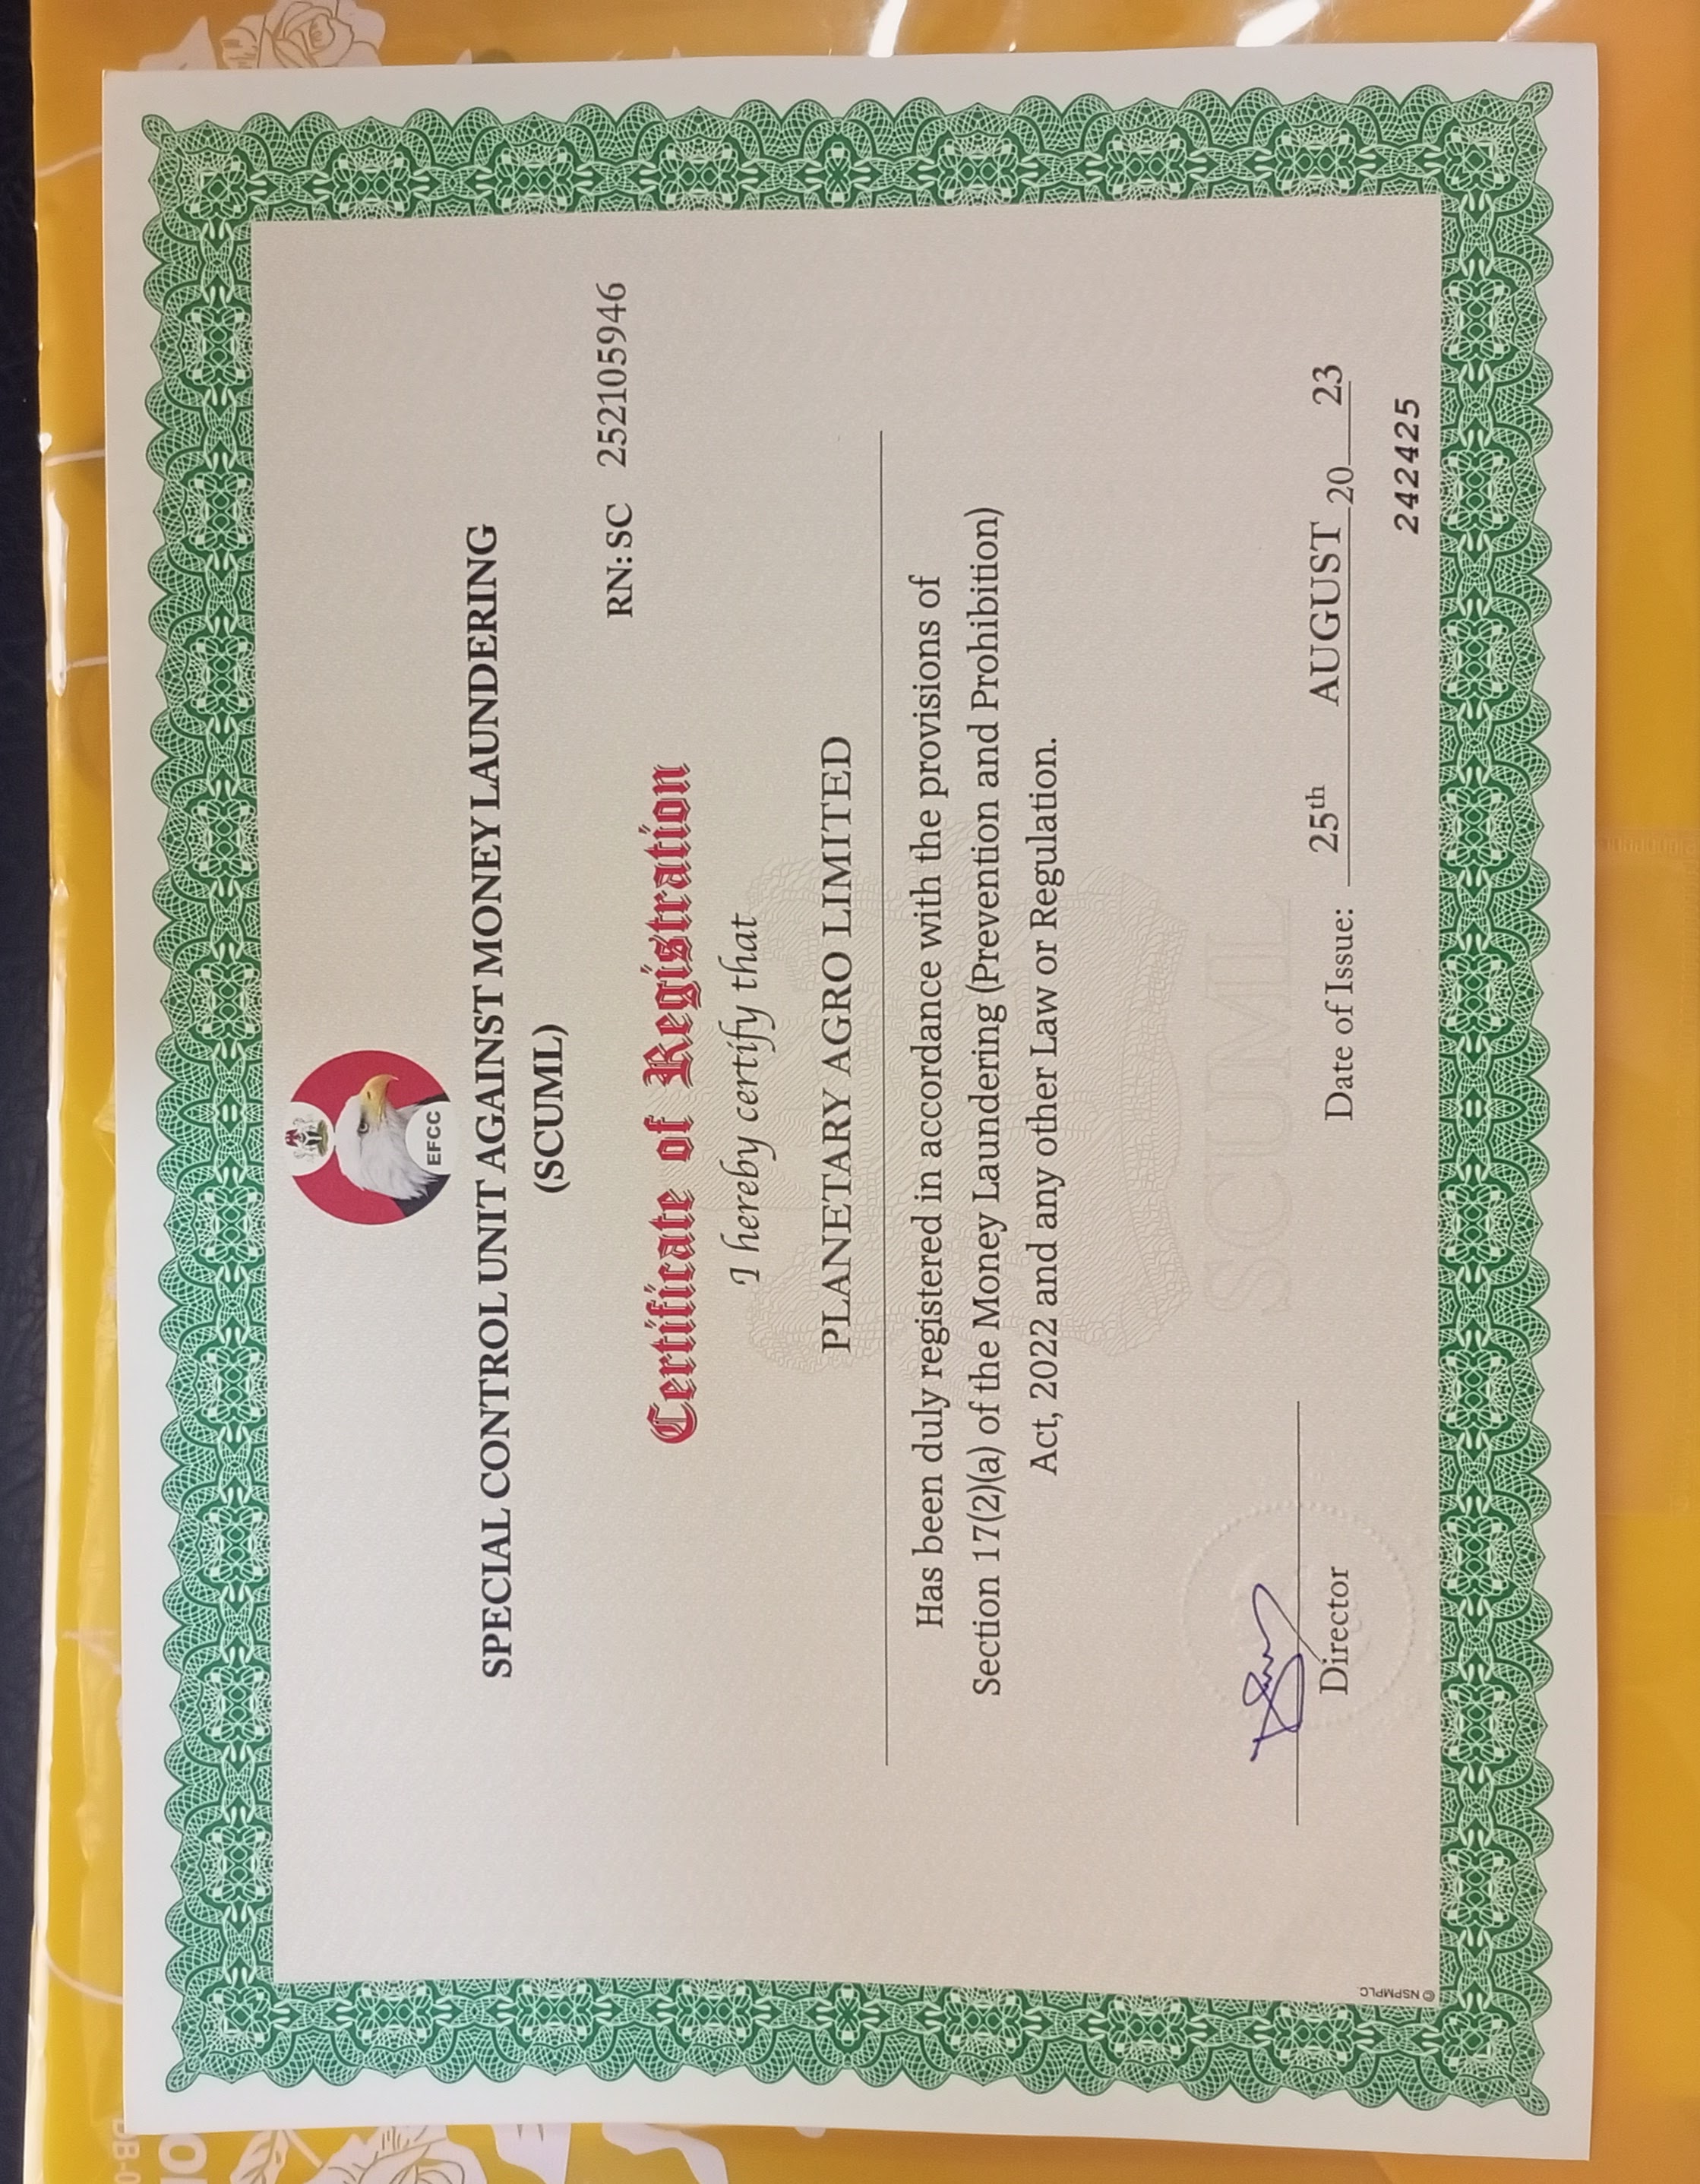 EFCC
SPECIAL CONTROL UNIT AGAINST MONEY LAUNDERING
(SCUML)
RN: SC 252105946
Certificate of Registration
I hereby certify that
PLANETARY AGRO LIMITED
Has been duly registered in accordance with the provisions of
Section 17(2)(a) of the Money Laundering (Prevention and Prohibition)
Act, 2022 and any other Law or Regulation.
SCUML
Director
Date of Issue: 25th AUGUST 20 23
242425
© NSPMPLC.